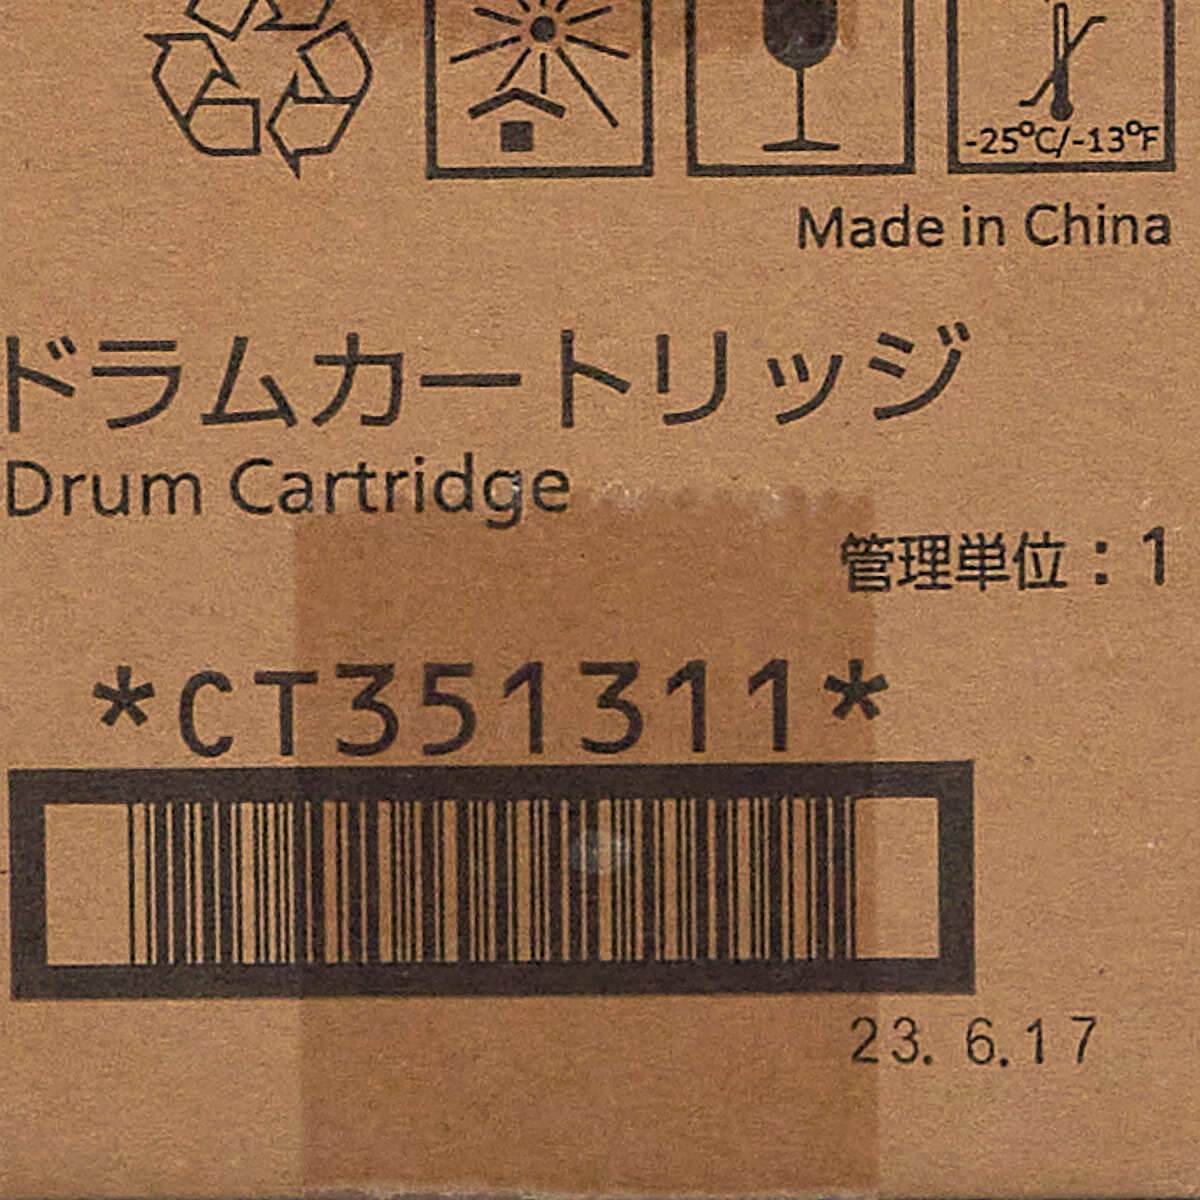 -25°C/-13°F
Made in China
ドラムカートリッジ
Drum Cartridge
管理単位：1
*CT351311*
23. 6.17